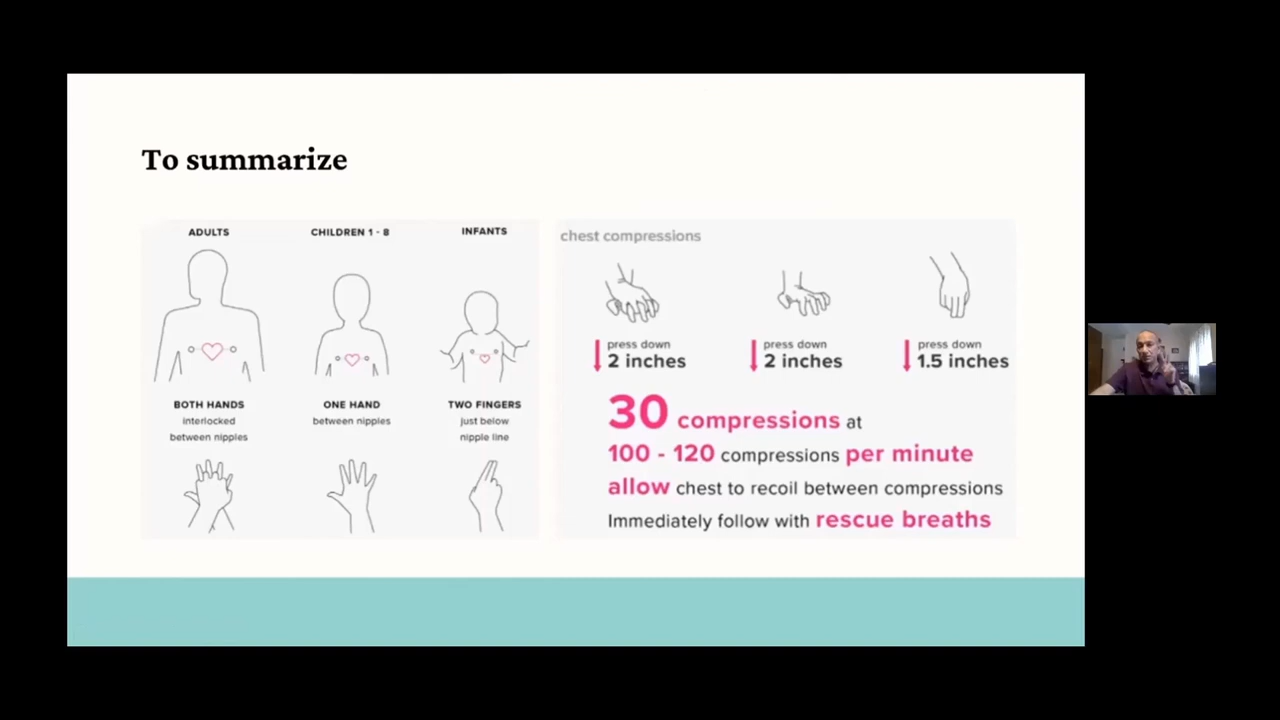 To summarize
ADULTS
CHILDREN 1 - 8
INFANTS
BOTH HANDS
interlocked
between nipples
ONE HAND
between nipples
TWO FINGERS
just below
nipple line
chest compressions
press down
2 inches
press down
2 inches
press down
1.5 inches
30 compressions at
100 - 120 compressions per minute
allow chest to recoil between compressions
Immediately follow with rescue breaths